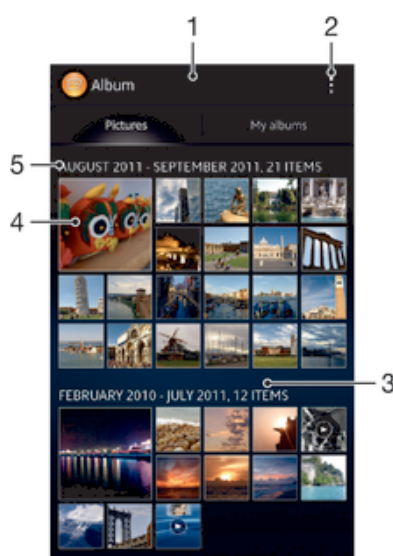 1
2
Album
Pictures
My albums
5
AUGUST 2011 - SEPTEMBER 2011, 21 ITEMS
4
3
FEBRUARY 2010 - JULY 2011, 12 ITEMS